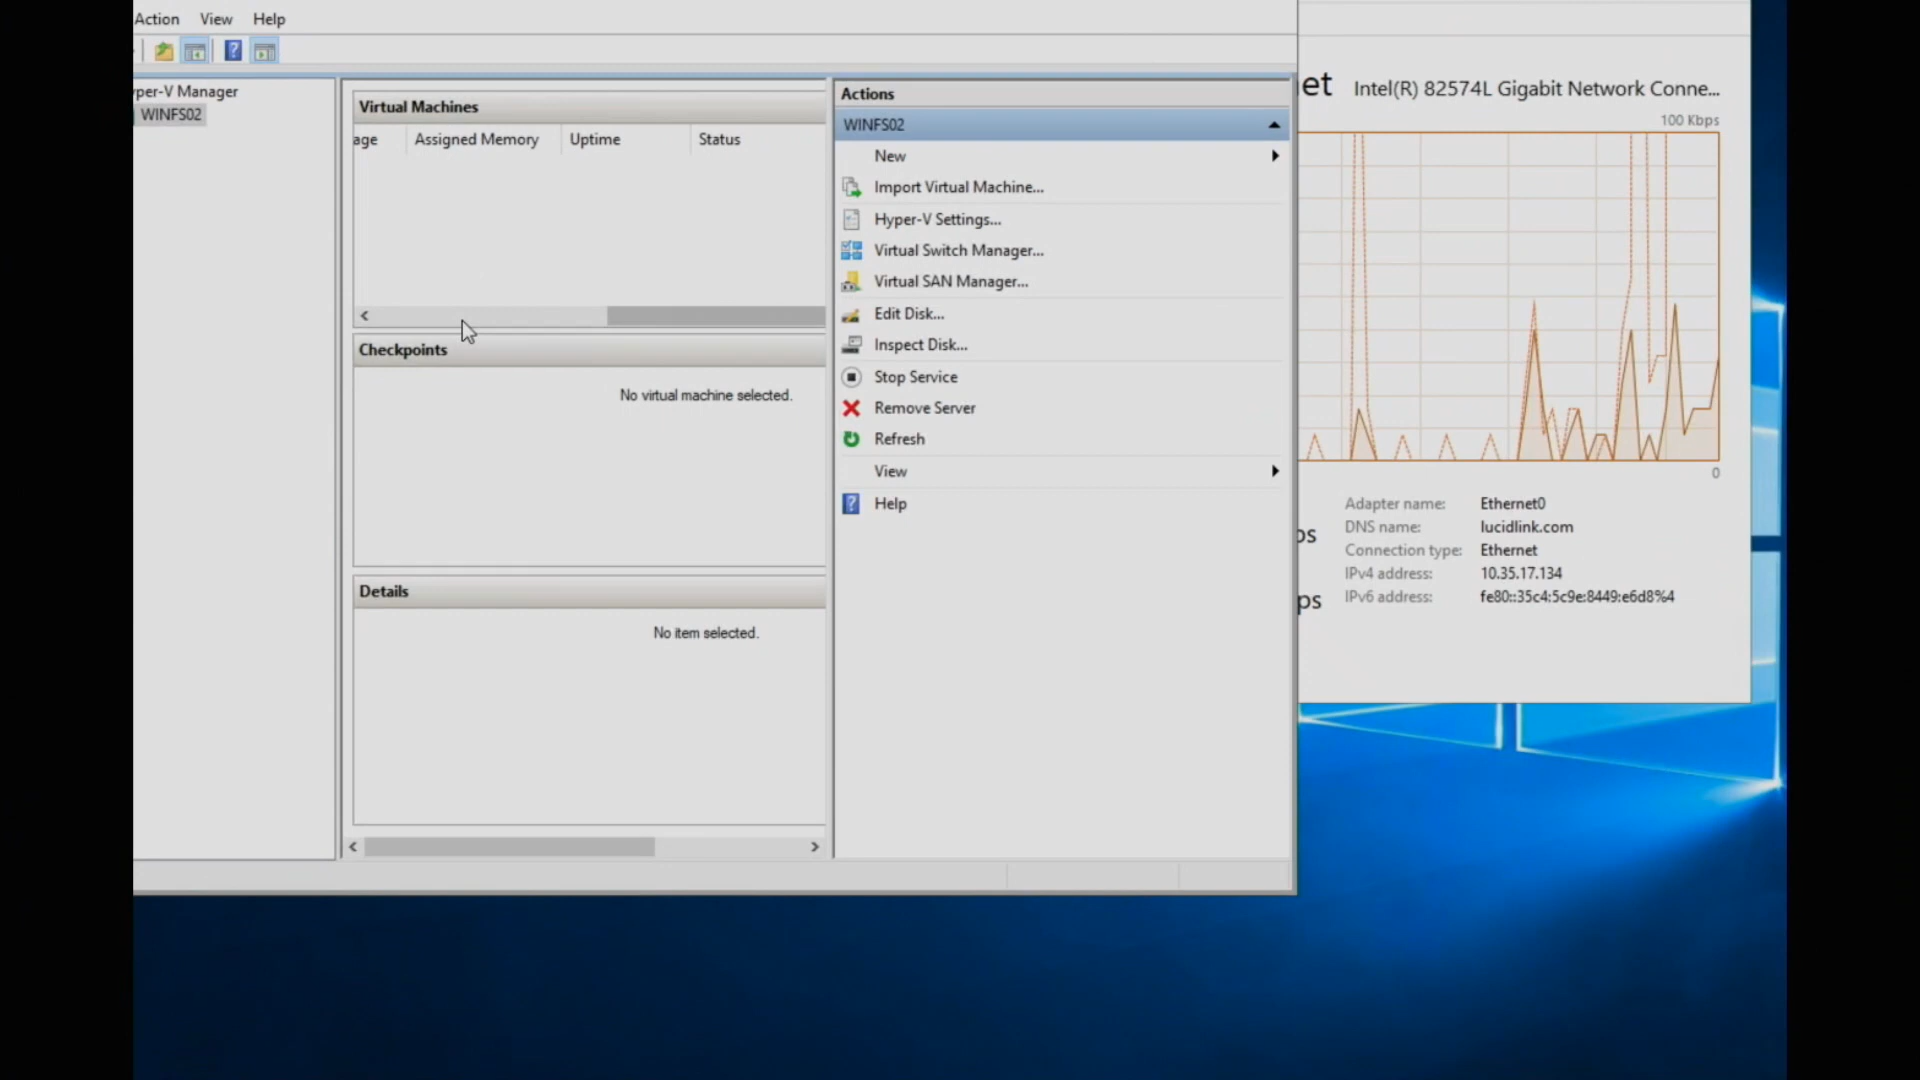 Action View Help
yper-V Manager
WINFS02
Virtual Machines
age Assigned Memory Uptime Status
Checkpoints
No virtual machine selected.
Details
No item selected.
Actions
WINFS02
New
Import Virtual Machine...
Hyper-V Settings...
Virtual Switch Manager...
Virtual SAN Manager...
Edit Disk...
Inspect Disk...
Stop Service
Remove Server
Refresh
View
Help
et Intel(R) 82574L Gigabit Network Conne...
100 Kbps
0
ps
ps
Adapter name: Ethernet0
DNS name: lucidlink.com
Connection type: Ethernet
IPv4 address: 10.35.17.134
IPv6 address: fe80::35c4:5c9e:8449:e6d8%4